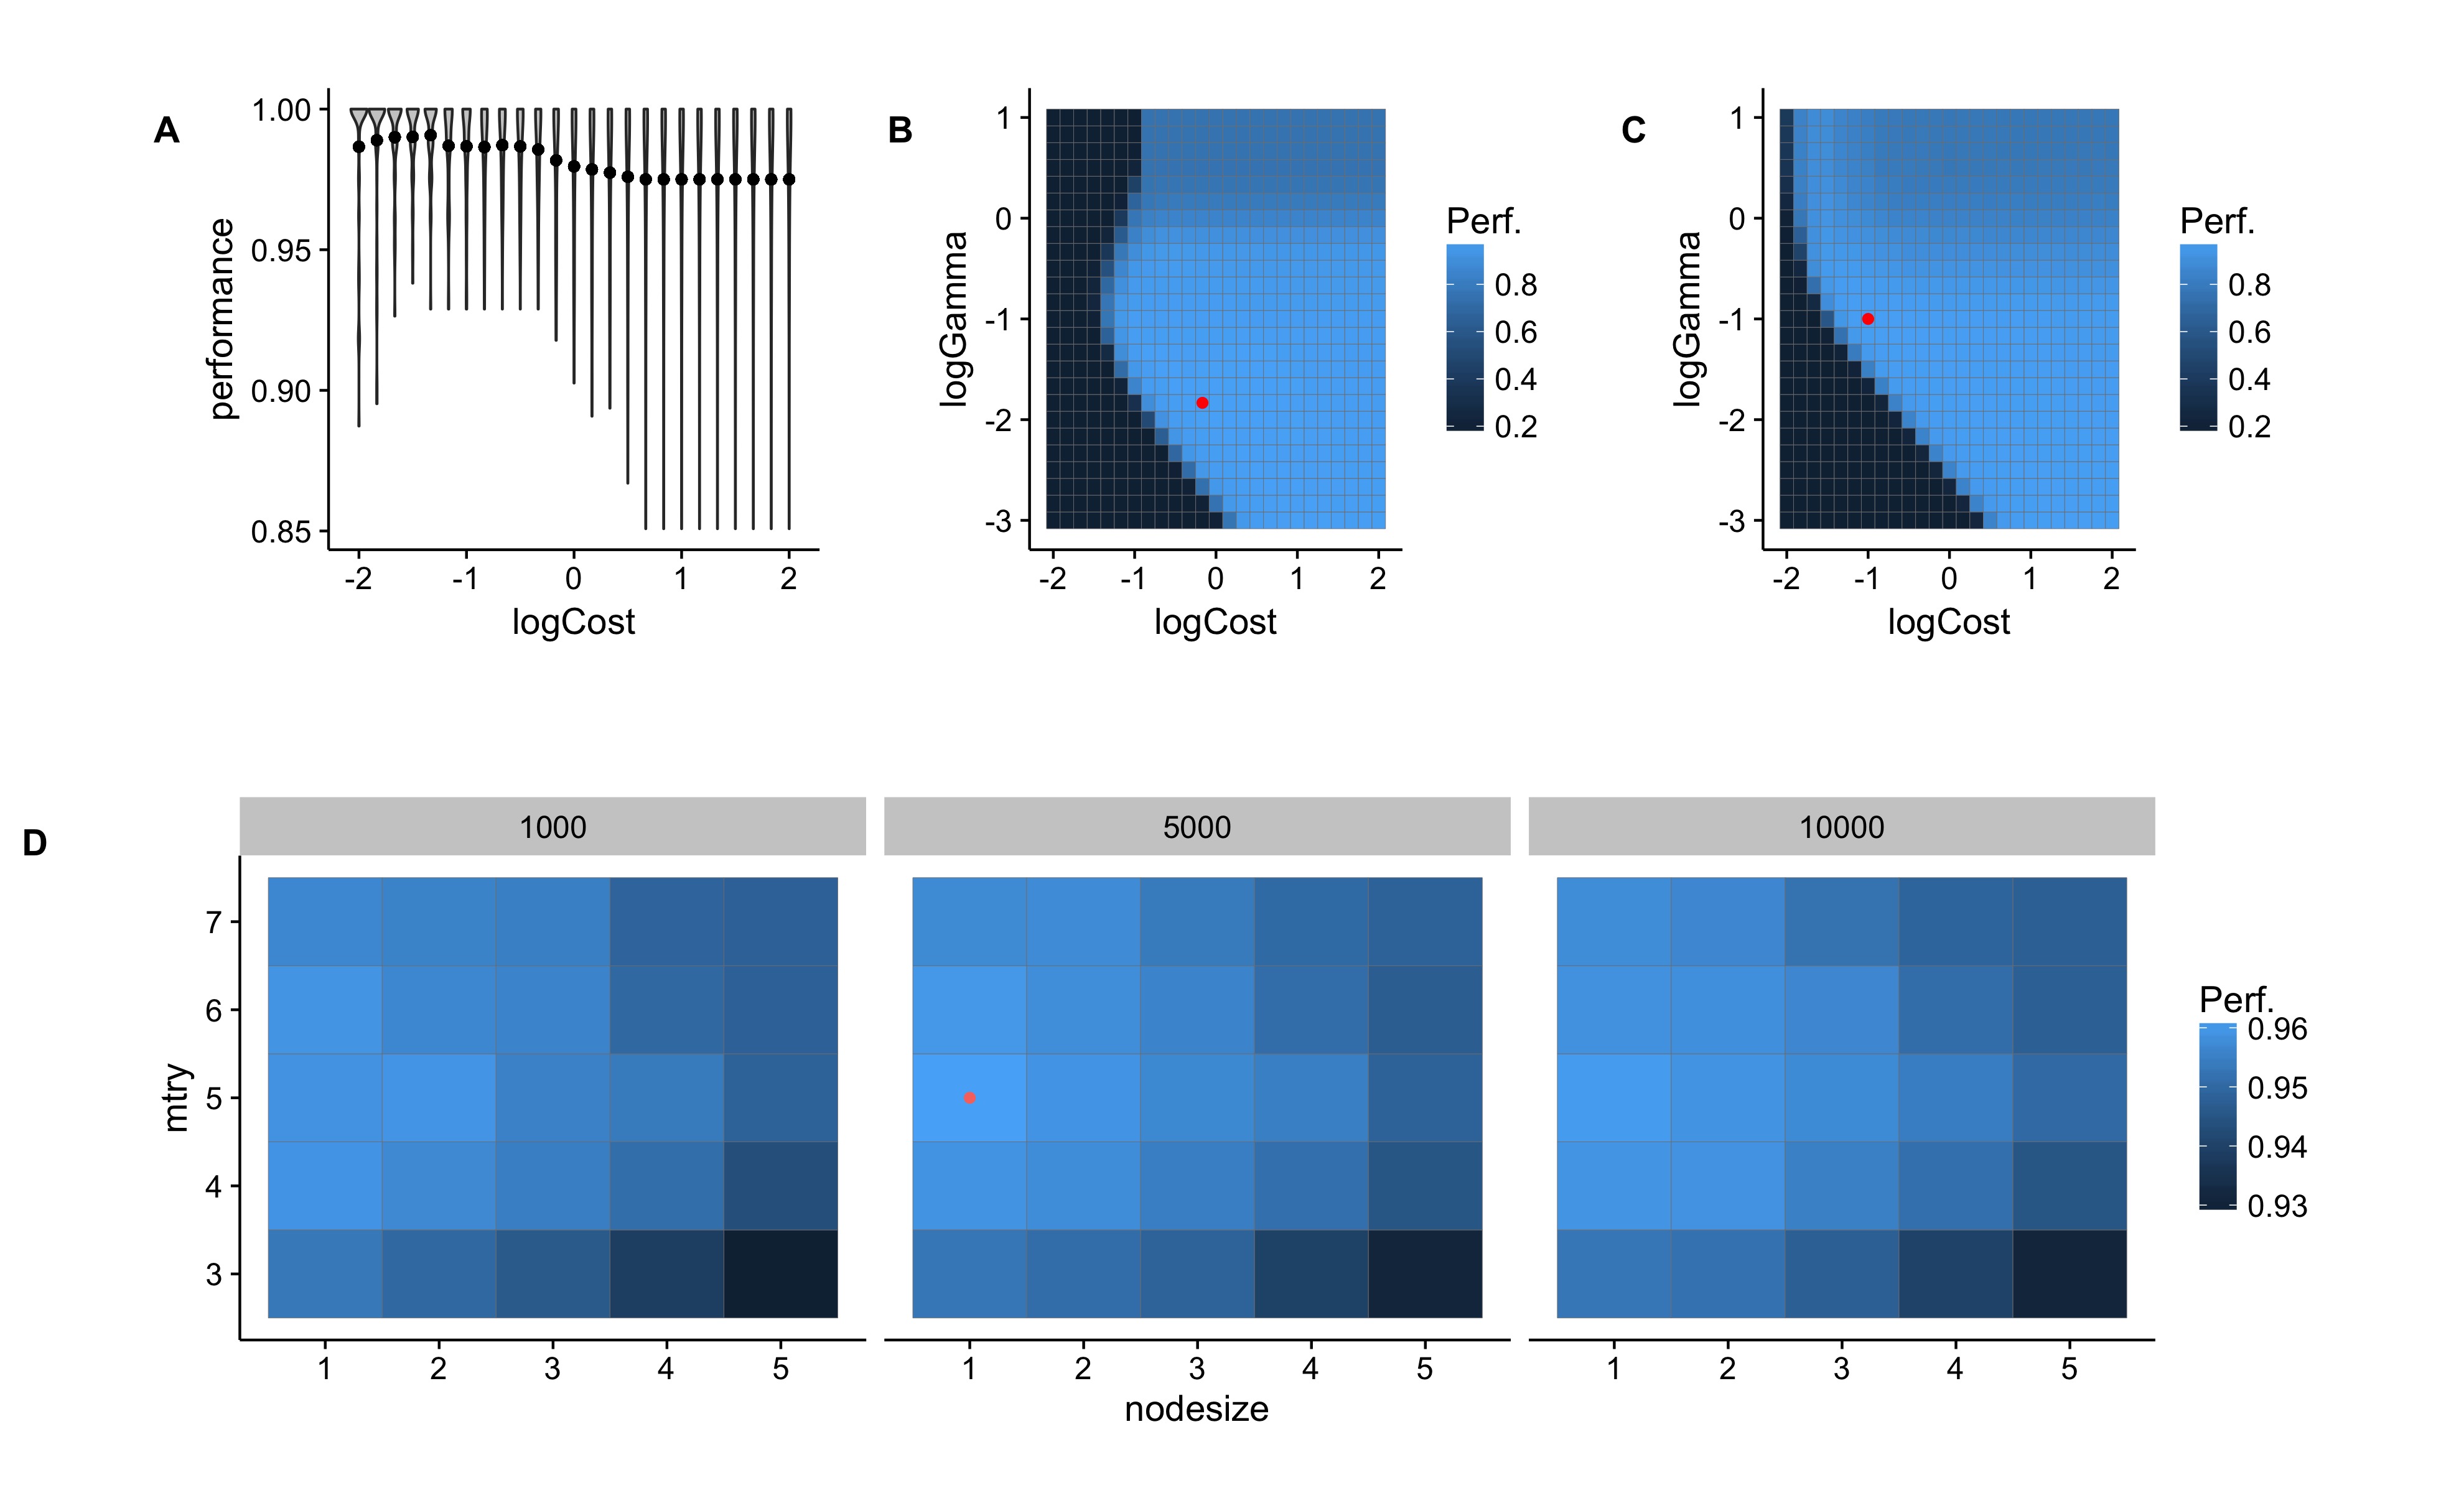 A
performance
1.00
0.95
0.90
0.85
-2 -1 0 1 2
logCost
B
logGamma
1
0
-1
-2
-3
-2 -1 0 1 2
logCost
Perf.
0.8
0.6
0.4
0.2
C
logGamma
1
0
-1
-2
-3
-2 -1 0 1 2
logCost
Perf.
0.8
0.6
0.4
0.2
D
1000 5000 10000
mtry
7
6
5
4
3
1 2 3 4 5 1 2 3 4 5 1 2 3 4 5
nodesize
Perf.
0.96
0.95
0.94
0.93